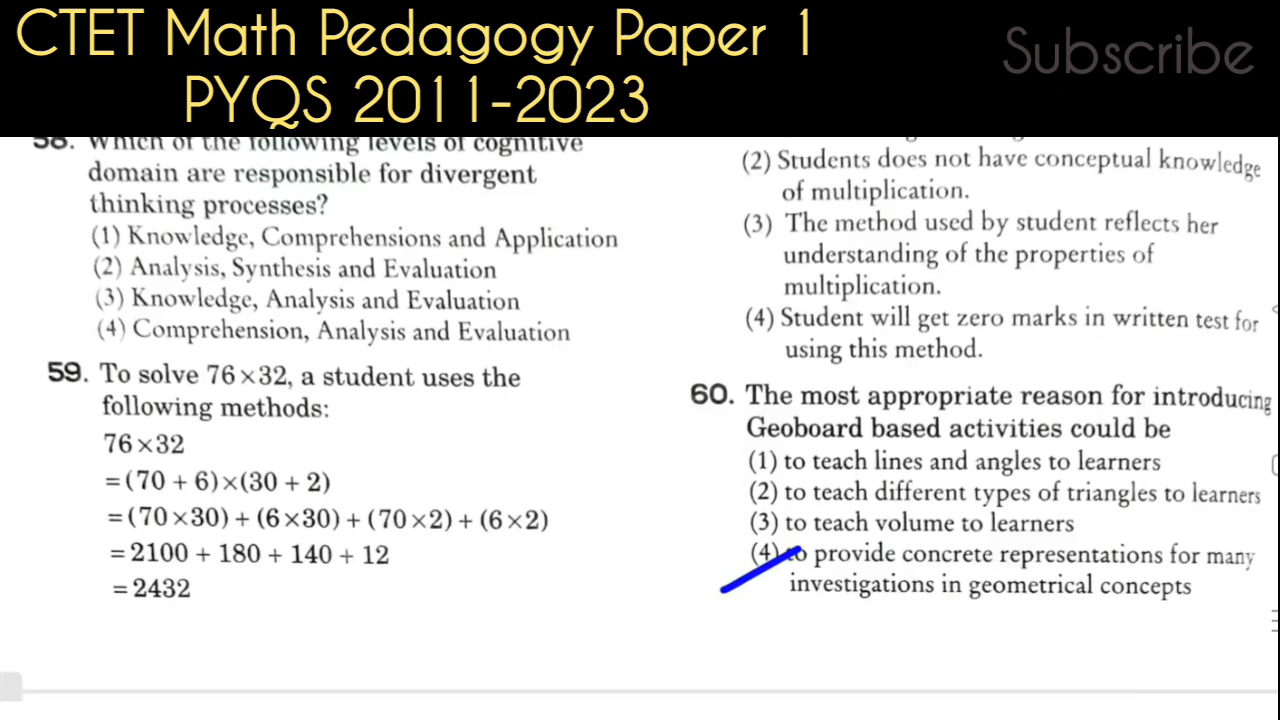 CTET Math Pedagogy Paper 1
PYQS 2011-2023
Subscribe
58. Which of the following levels of cognitive
domain are responsible for divergent
thinking processes?
(1) Knowledge, Comprehensions and Application
(2) Analysis, Synthesis and Evaluation
(3) Knowledge, Analysis and Evaluation
(4) Comprehension, Analysis and Evaluation
59. To solve 76×32, a student uses the
following methods:
76×32
=(70 + 6)×(30 + 2)
=(70×30) + (6×30) + (70×2) + (6×2)
= 2100 + 180 + 140 + 12
= 2432
(2) Students does not have conceptual knowledge
of multiplication.
(3) The method used by student reflects her
understanding of the properties of
multiplication.
(4) Student will get zero marks in written test for
using this method.
60. The most appropriate reason for introducing
Geoboard based activities could be
(1) to teach lines and angles to learners
(2) to teach different types of triangles to learners
(3) to teach volume to learners
(4) to provide concrete representations for many
investigations in geometrical concepts